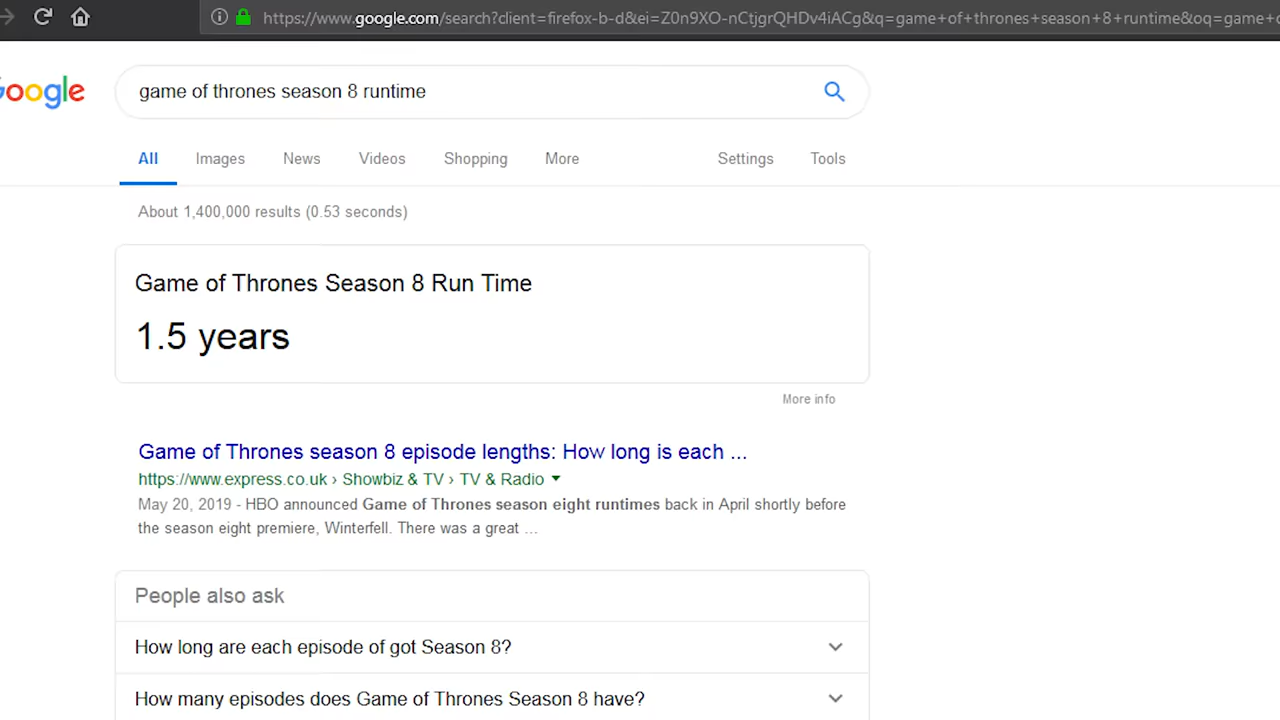 https://www.google.com/search?client=firefox-b-d&ei=Z0n9XO-nCtjgrQHDv4iACg&q=game+of+thrones+season+8+runtime&oq=game+
oogle
game of thrones season 8 runtime
All Images News Videos Shopping More Settings Tools
About 1,400,000 results (0.53 seconds)
Game of Thrones Season 8 Run Time
1.5 years
More info
Game of Thrones season 8 episode lengths: How long is each ...
https://www.express.co.uk › Showbiz & TV › TV & Radio
May 20, 2019 - HBO announced Game of Thrones season eight runtimes back in April shortly before
the season eight premiere, Winterfell. There was a great ...
People also ask
How long are each episode of got Season 8?
How many episodes does Game of Thrones Season 8 have?